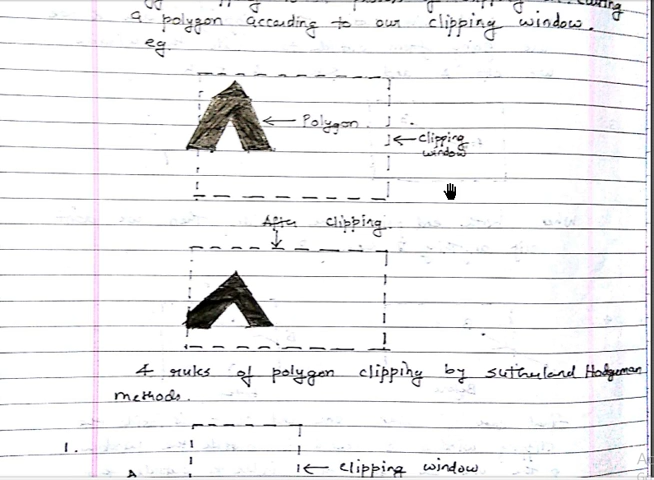 a polygon according to our clipping window.
eg
Polygon
clipping
window
After clipping
4 rules of polygon clipping by Sutherland Hodgeman
methods.
1.
A
clipping window